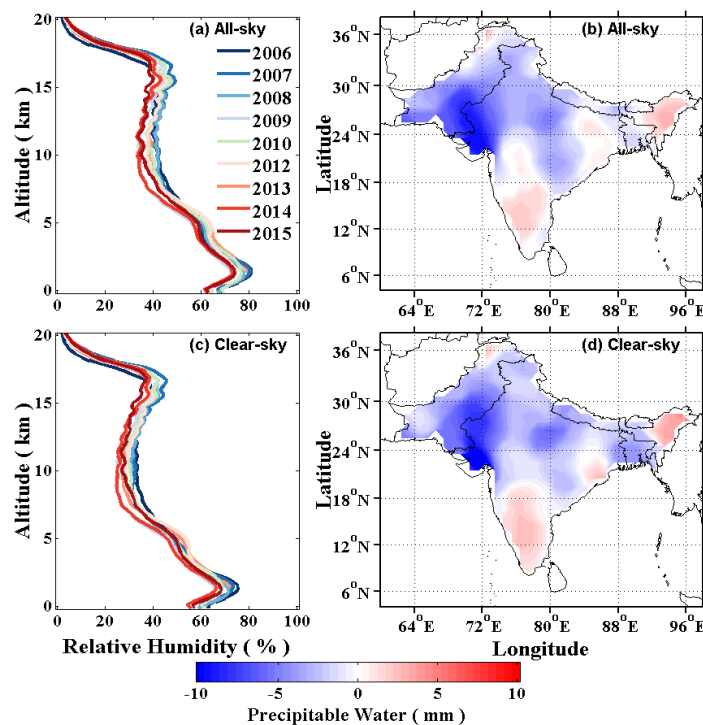 (a) All-sky
2006
2007
2008
2009
2010
2012
2013
2014
2015
20
15
10
5
0
0 20 40 60 80 100
Altitude ( km )
(b) All-sky
36°N
30°N
24°N
18°N
12°N
6°N
64°E 72°E 80°E 88°E 96°E
Latitude
(c) Clear-sky
20
15
10
5
0
0 20 40 60 80 100
Altitude ( km )
Relative Humidity ( % )
(d) Clear-sky
36°N
30°N
24°N
18°N
12°N
6°N
64°E 72°E 80°E 88°E 96°E
Latitude
Longitude
-10 -5 0 5 10
Precipitable Water ( mm )